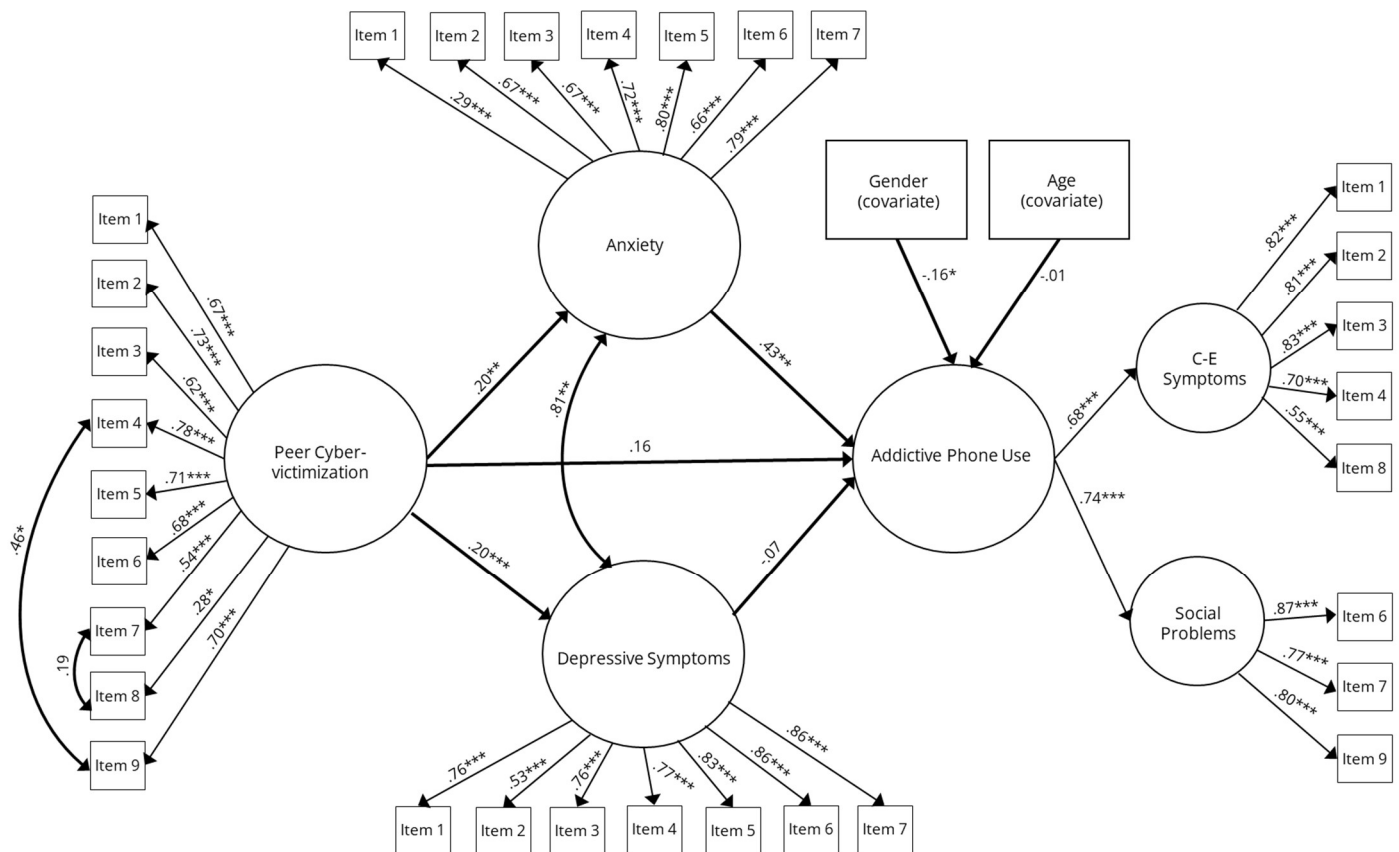 Item 1
Item 2
Item 3
Item 4
Item 5
Item 6
Item 7
.29***
.67***
.67***
.72***
.80***
.66***
.79***
Anxiety
Gender
(covariate)
Age
(covariate)
-.16*
-.01
Item 1
Item 2
Item 3
Item 4
Item 5
Item 6
Item 7
Item 8
Item 9
.67***
.73***
.62***
.78***
.71***
.68***
.54***
.28*
.70***
.46*
.19
Peer Cyber-
victimization
.20**
.81**
.43**
.16
.20***
-.07
Addictive Phone Use
.68***
.74***
C-E
Symptoms
.82***
.81***
.83***
.70***
.55***
Item 1
Item 2
Item 3
Item 4
Item 8
Social
Problems
.87***
.77***
.80***
Item 6
Item 7
Item 9
Depressive Symptoms
.76***
.53***
.76***
.77***
.83***
.86***
.86***
Item 1
Item 2
Item 3
Item 4
Item 5
Item 6
Item 7